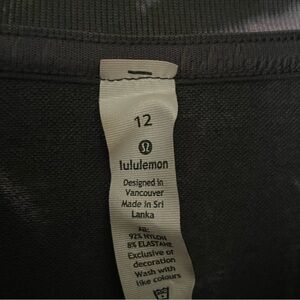 12
lululemon
Designed in
Vancouver
Made in Sri
Lanka
92% NYLON
8% ELASTANE
Exclusive of
decoration
Wash with
like colours